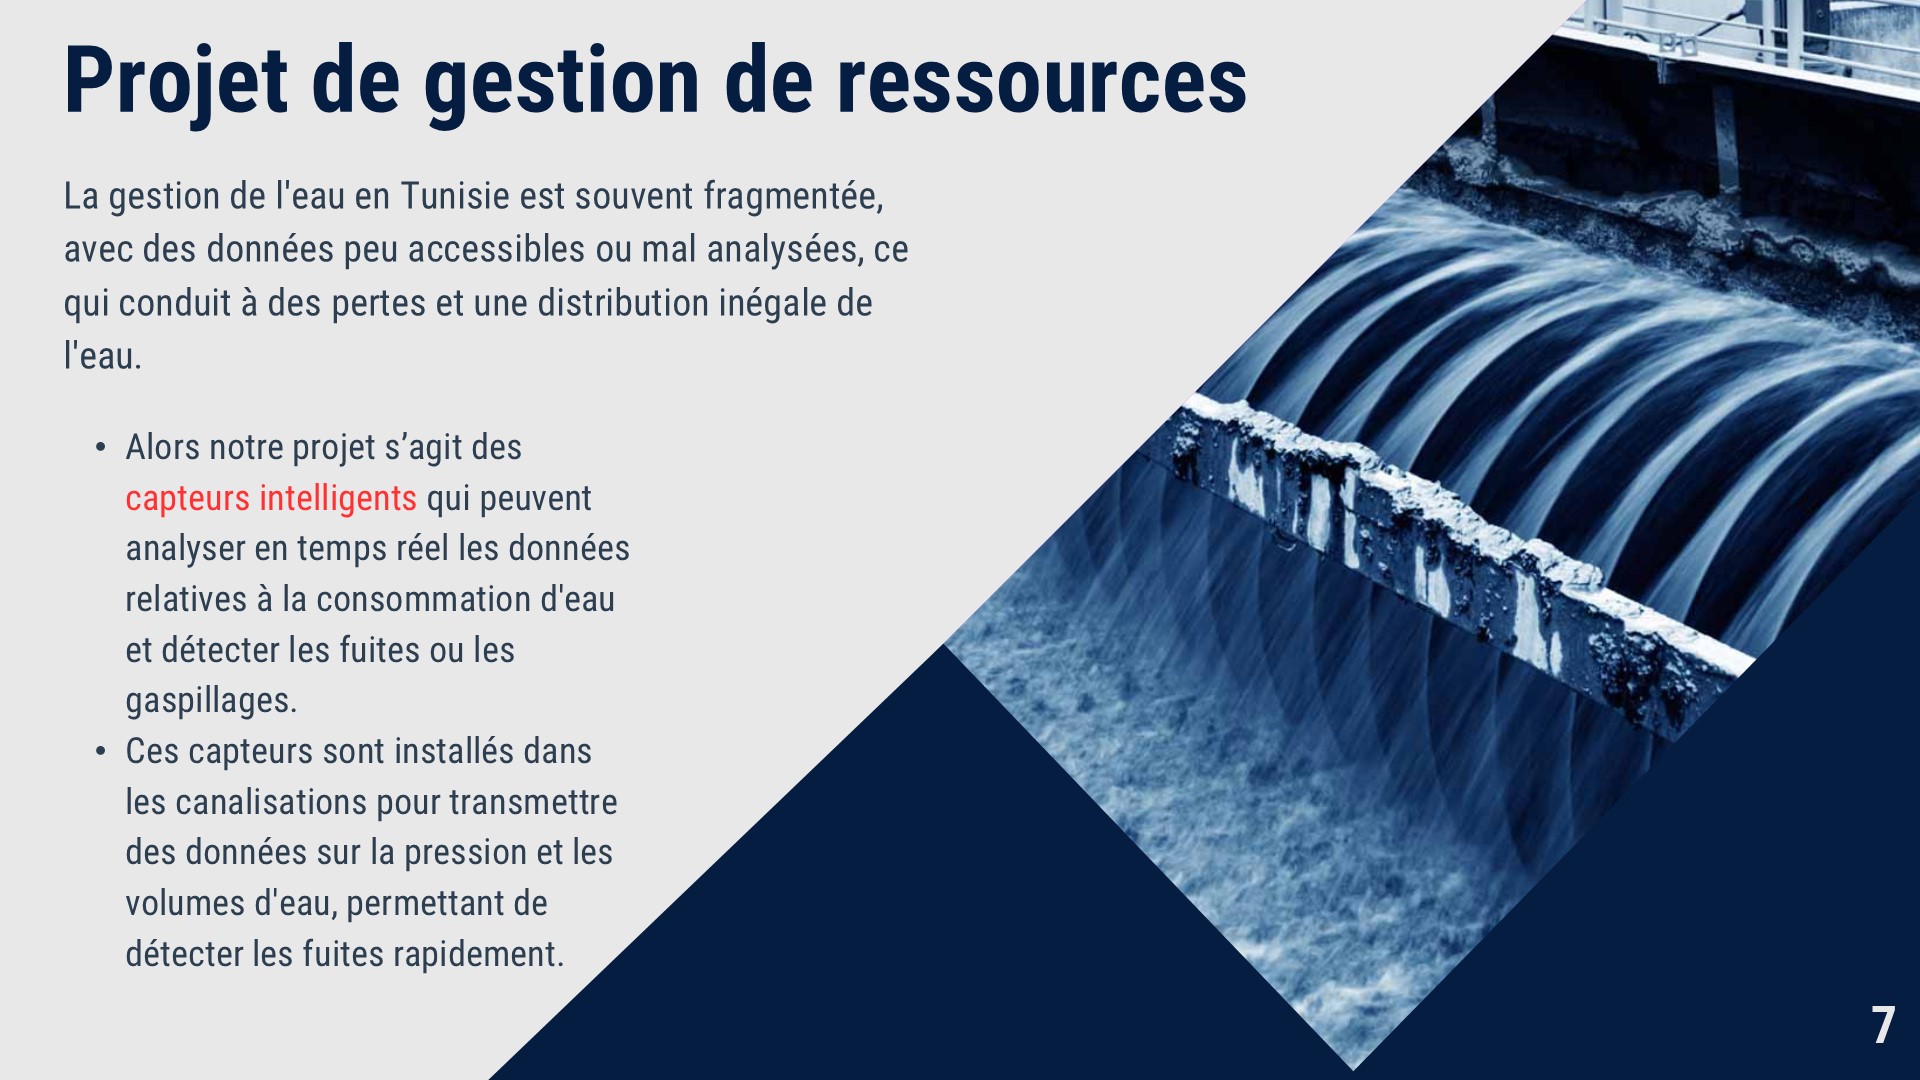 Projet de gestion de ressources
La gestion de l'eau en Tunisie est souvent fragmentée,
avec des données peu accessibles ou mal analysées, ce
qui conduit à des pertes et une distribution inégale de
l'eau.
• Alors notre projet s’agit des
capteurs intelligents qui peuvent
analyser en temps réel les données
relatives à la consommation d'eau
et détecter les fuites ou les
gaspillages.
• Ces capteurs sont installés dans
les canalisations pour transmettre
des données sur la pression et les
volumes d'eau, permettant de
détecter les fuites rapidement.
7